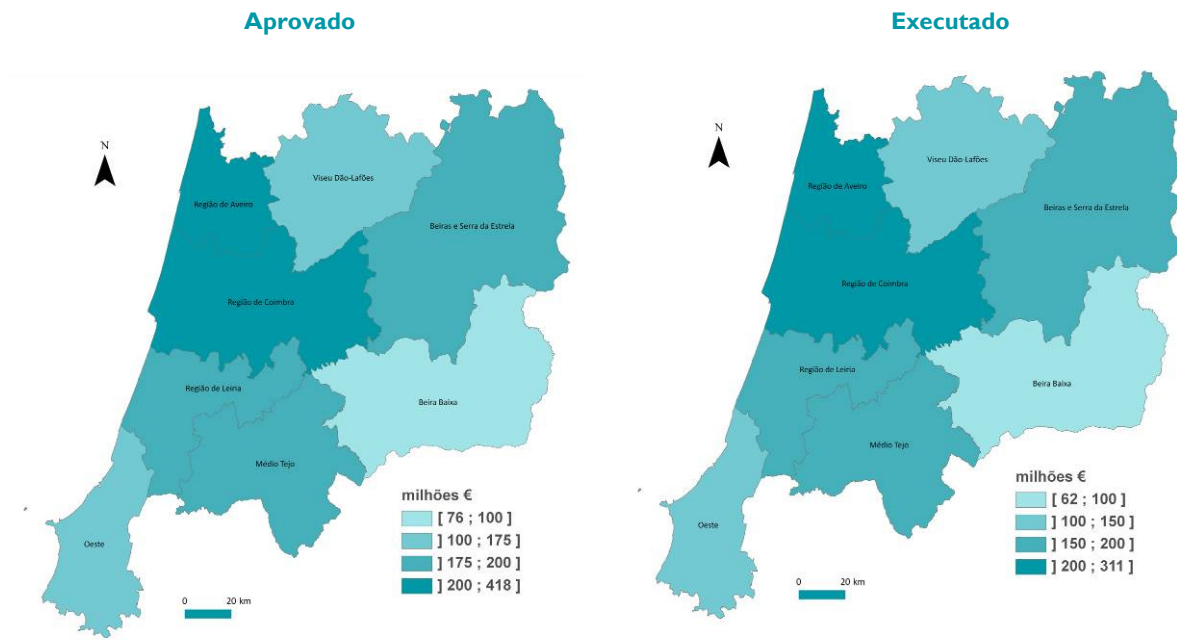 Aprovado
N
Viseu Dão-Lafões
Região de Aveiro
Beiras e Serra da Estrela
Região de Coimbra
Região de Leiria
Beira Baixa
Médio Tejo
Oeste
milhões €
[ 76 ; 100 ]
] 100 ; 175 ]
] 175 ; 200 ]
] 200 ; 418 ]
0 20 km
Executado
N
Viseu Dão-Lafões
Região de Aveiro
Beiras e Serra da Estrela
Região de Coimbra
Região de Leiria
Beira Baixa
Médio Tejo
Oeste
milhões €
[ 62 ; 100 ]
] 100 ; 150 ]
] 150 ; 200 ]
] 200 ; 311 ]
0 20 km